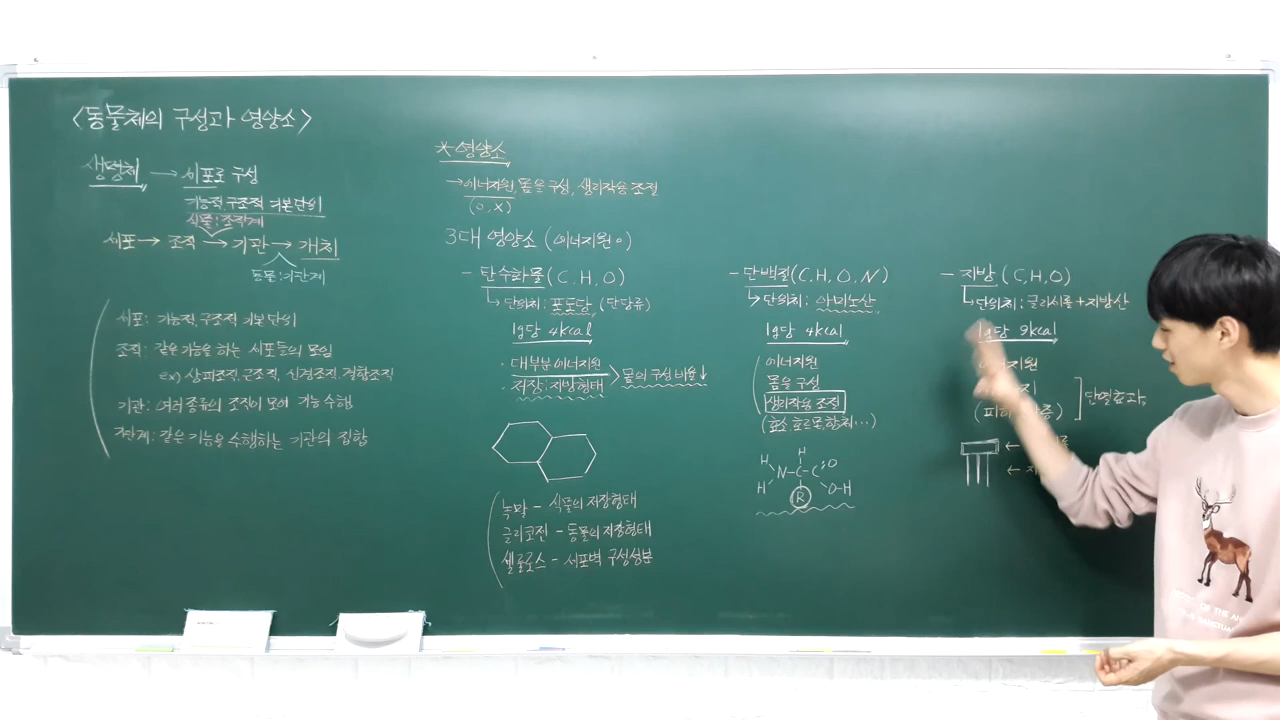 <동물체의 구성과 영양소>
생명체 → 세포로 구성
기능적 구조적 기본단위
식물:조직계
세포 → 조직 → 기관 → 개체
동물:기관계
세포: 기능적, 구조적 기본단위
조직: 같은 기능을 하는 세포들의 모임
ex) 상피조직, 근조직, 신경조직, 결합조직
기관: 여러 종류의 조직이 모여 기능 수행
기관계: 같은 기능을 수행하는 기관의 집합
*영양소
→에너지원, 몸을 구성, 생리작용 조절
(O, X)
3대 영양소 (에너지원 o)
- 탄수화물 (C, H, O)
↳ 단위체: 포도당 (단당류)
1g당 4kcal
· 대부분 에너지원
· 저장: 지방형태
몸의 구성 비율↓
녹말 - 식물의 저장형태
글리코젠 - 동물의 저장형태
셀룰로스 - 세포벽 구성성분
- 단백질 (C, H, O, N)
↳ 단위체: 아미노산
1g당 4kcal
에너지원
몸을 구성
생리작용 조절
(효소, 호르몬, 항체…)
H H O
N-C-C
H R O-H
- 지방 (C, H, O)
↳ 단위체: 글리시롤+지방산
1g당 9kcal
에너지원
(피하
층)
단열효과
←
←